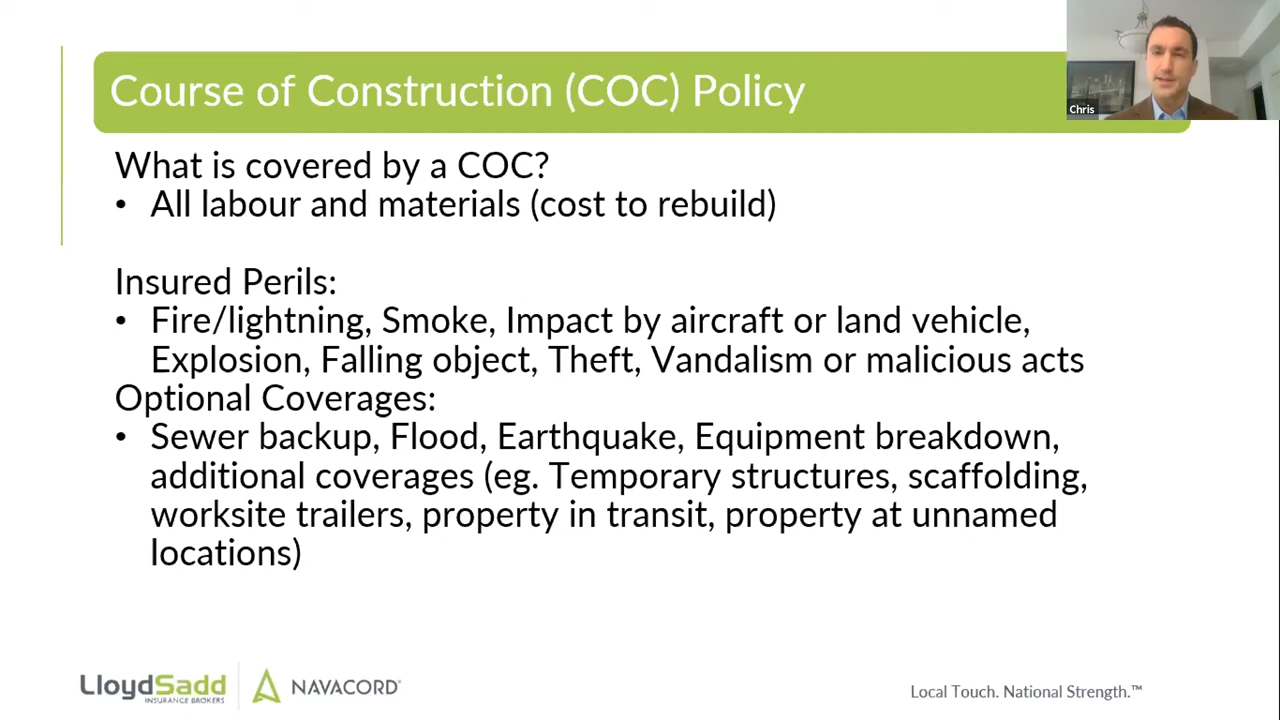 Course of Construction (COC) Policy
Chris
What is covered by a COC?
• All labour and materials (cost to rebuild)
Insured Perils:
• Fire/lightning, Smoke, Impact by aircraft or land vehicle,
Explosion, Falling object, Theft, Vandalism or malicious acts
Optional Coverages:
• Sewer backup, Flood, Earthquake, Equipment breakdown,
additional coverages (eg. Temporary structures, scaffolding,
worksite trailers, property in transit, property at unnamed
locations)
LloydSadd
INSURANCE BROKERS
NAVACORD
Local Touch. National Strength.™